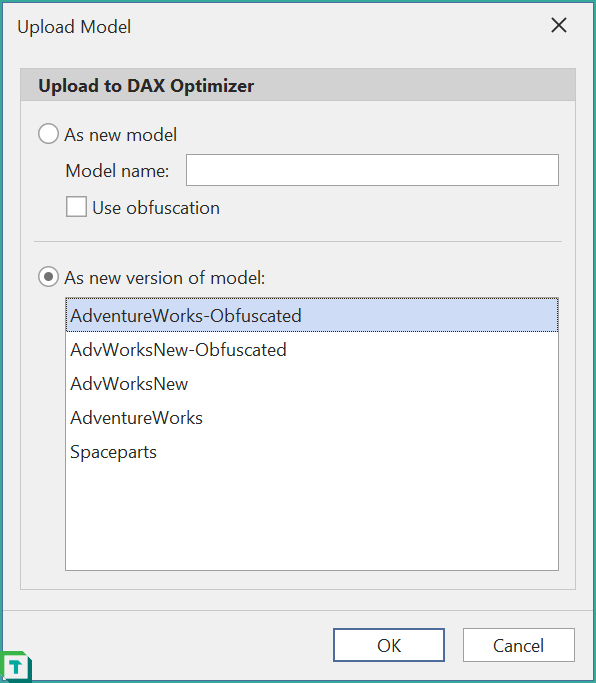 Upload Model
Upload to DAX Optimizer
As new model
Model name:
Use obfuscation
As new version of model:
AdventureWorks-Obfuscated
AdvWorksNew-Obfuscated
AdvWorksNew
AdventureWorks
Spaceparts
OK
Cancel
T